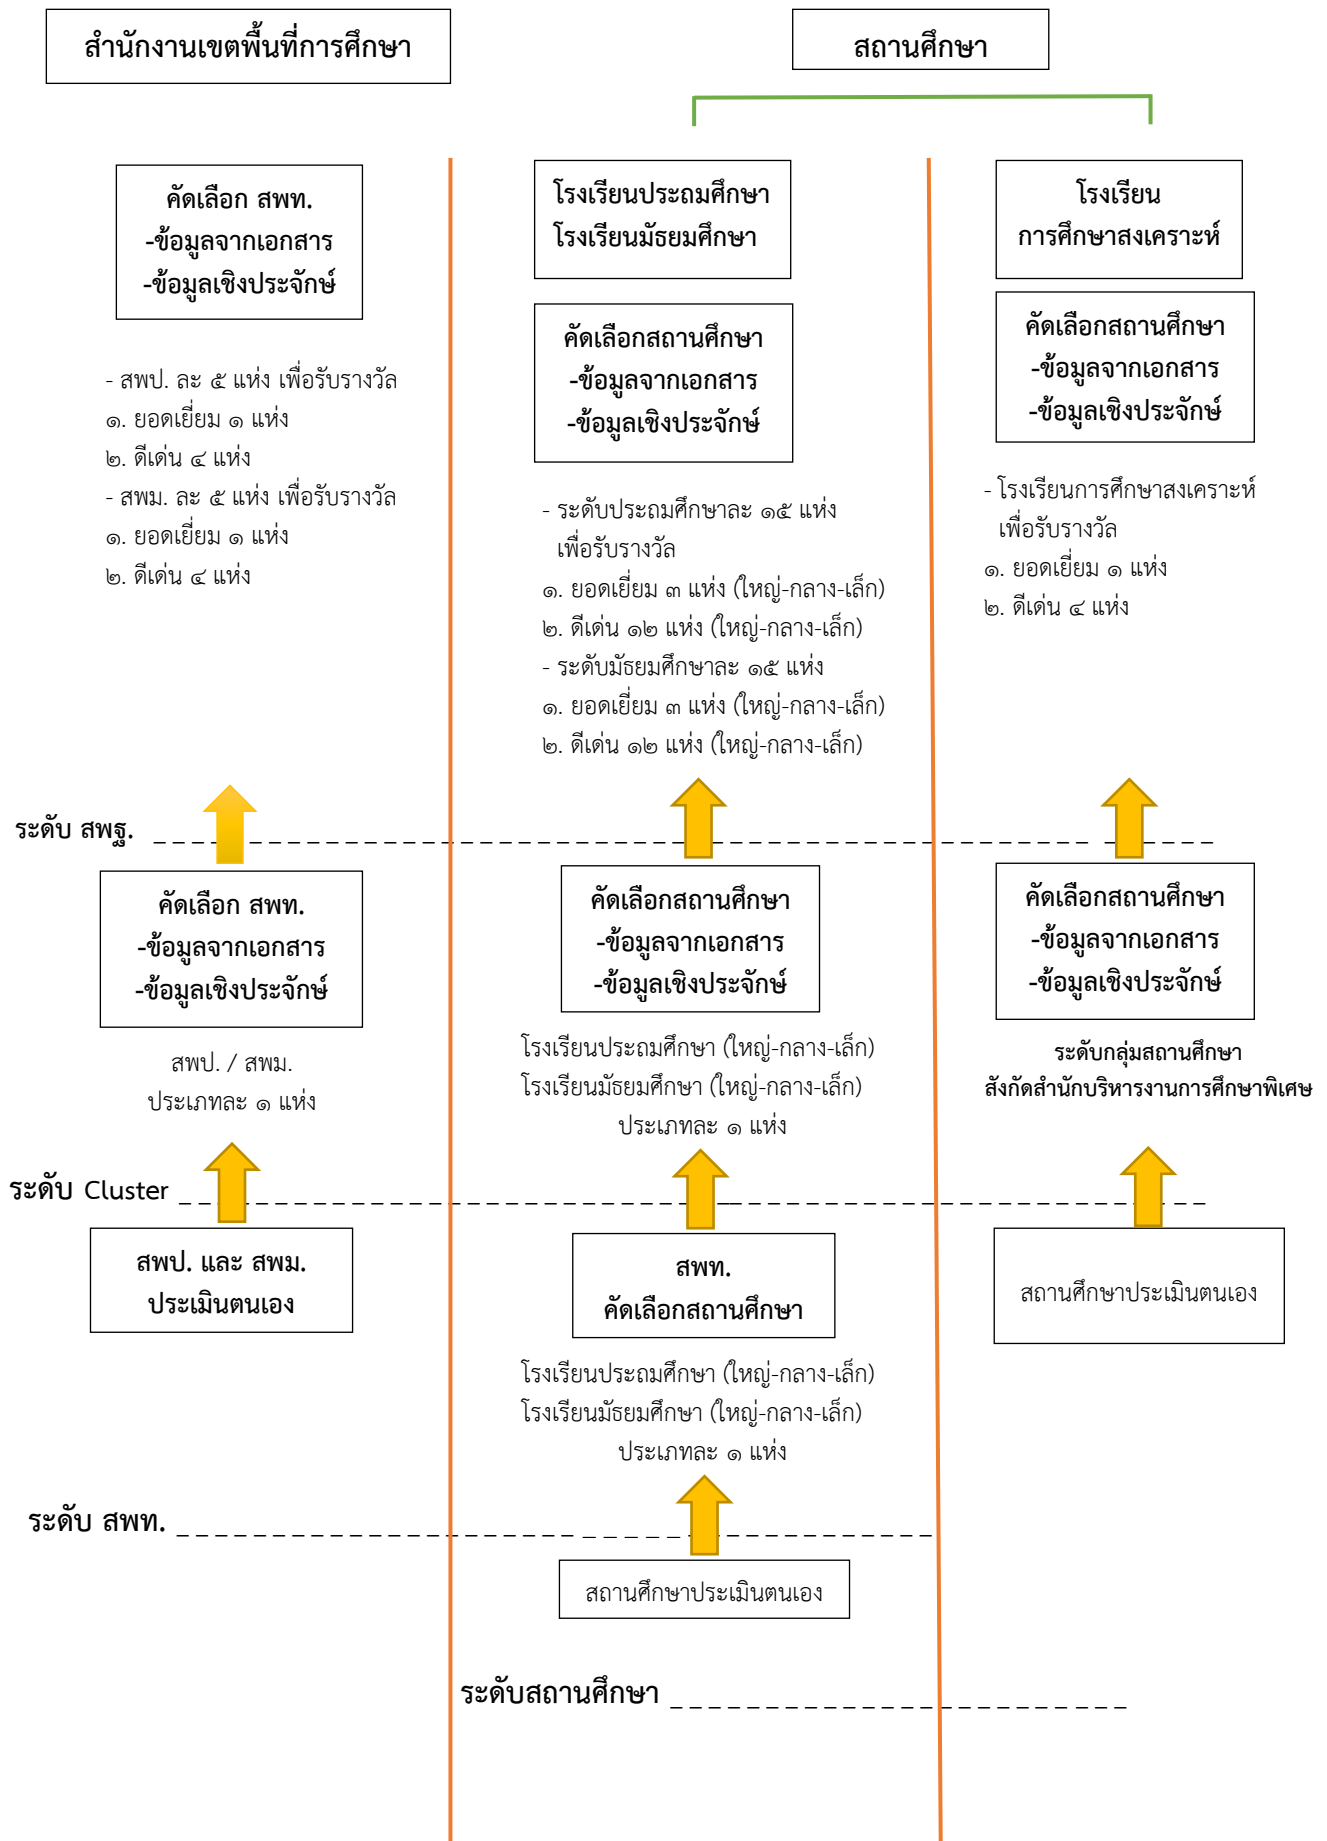 สำนักงานเขตพื้นที่การศึกษา
สถานศึกษา
คัดเลือก สพท.
-ข้อมูลจากเอกสาร
-ข้อมูลเชิงประจักษ์
- สพป. ละ ๕ แห่ง เพื่อรับรางวัล
๑. ยอดเยี่ยม ๑ แห่ง
๒. ดีเด่น ๔ แห่ง
- สพม. ละ ๕ แห่ง เพื่อรับรางวัล
๑. ยอดเยี่ยม ๑ แห่ง
๒. ดีเด่น ๔ แห่ง
โรงเรียนประถมศึกษา
โรงเรียนมัธยมศึกษา
คัดเลือกสถานศึกษา
-ข้อมูลจากเอกสาร
-ข้อมูลเชิงประจักษ์
- ระดับประถมศึกษาละ ๑๕ แห่ง
เพื่อรับรางวัล
๑. ยอดเยี่ยม ๓ แห่ง (ใหญ่-กลาง-เล็ก)
๒. ดีเด่น ๑๒ แห่ง (ใหญ่-กลาง-เล็ก)
- ระดับมัธยมศึกษาละ ๑๕ แห่ง
๑. ยอดเยี่ยม ๓ แห่ง (ใหญ่-กลาง-เล็ก)
๒. ดีเด่น ๑๒ แห่ง (ใหญ่-กลาง-เล็ก)
โรงเรียน
การศึกษาสงเคราะห์
คัดเลือกสถานศึกษา
-ข้อมูลจากเอกสาร
-ข้อมูลเชิงประจักษ์
- โรงเรียนการศึกษาสงเคราะห์
เพื่อรับรางวัล
๑. ยอดเยี่ยม ๑ แห่ง
๒. ดีเด่น ๔ แห่ง
ระดับ สพฐ.
คัดเลือก สพท.
-ข้อมูลจากเอกสาร
-ข้อมูลเชิงประจักษ์
สพป. / สพม.
ประเภทละ ๑ แห่ง
คัดเลือกสถานศึกษา
-ข้อมูลจากเอกสาร
-ข้อมูลเชิงประจักษ์
โรงเรียนประถมศึกษา (ใหญ่-กลาง-เล็ก)
โรงเรียนมัธยมศึกษา (ใหญ่-กลาง-เล็ก)
ประเภทละ ๑ แห่ง
คัดเลือกสถานศึกษา
-ข้อมูลจากเอกสาร
-ข้อมูลเชิงประจักษ์
ระดับกลุ่มสถานศึกษา
สังกัดสำนักบริหารงานการศึกษาพิเศษ
ระดับ Cluster
สพป. และ สพม.
ประเมินตนเอง
สพท.
คัดเลือกสถานศึกษา
โรงเรียนประถมศึกษา (ใหญ่-กลาง-เล็ก)
โรงเรียนมัธยมศึกษา (ใหญ่-กลาง-เล็ก)
ประเภทละ ๑ แห่ง
สถานศึกษาประเมินตนเอง
ระดับ สพท.
สถานศึกษาประเมินตนเอง
ระดับสถานศึกษา